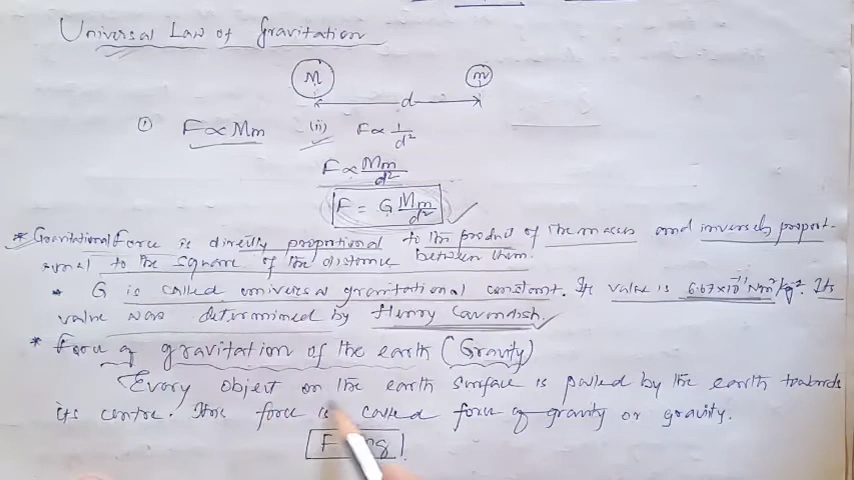 Universal Law of Gravitation
M m
d
(i) F ∝ Mm (ii) F ∝ 1/d²
F ∝ Mm/d²
F = G Mm/d²
* Gravitational Force is directly proportional to the product of the masses and inversely proport-
ional to the square of the distance between them.
* G is called universal gravitational constant. Its value is 6.67×10⁻¹¹ Nm²/kg². Its
value was determined by Henry Cavendish.
* Force of gravitation of the earth (Gravity)
Every object on the earth surface is pulled by the earth towards
its centre. This force is called force of gravity or gravity.
F